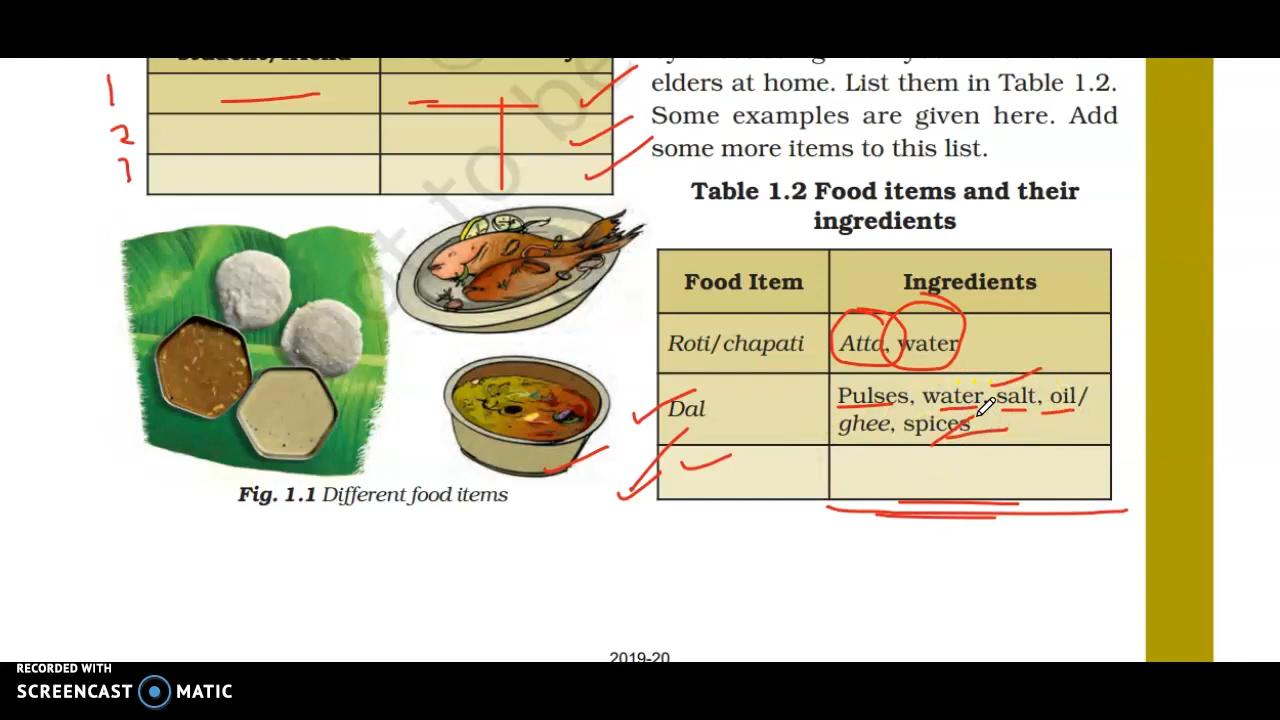 elders at home. List them in Table 1.2.
Some examples are given here. Add
some more items to this list.
1
2
Table 1.2 Food items and their
ingredients
Food Item Ingredients
Roti/chapati Atta, water
Dal Pulses, water, salt, oil/
ghee, spices
Fig. 1.1 Different food items
2019-20
RECORDED WITH
SCREENCAST MATIC